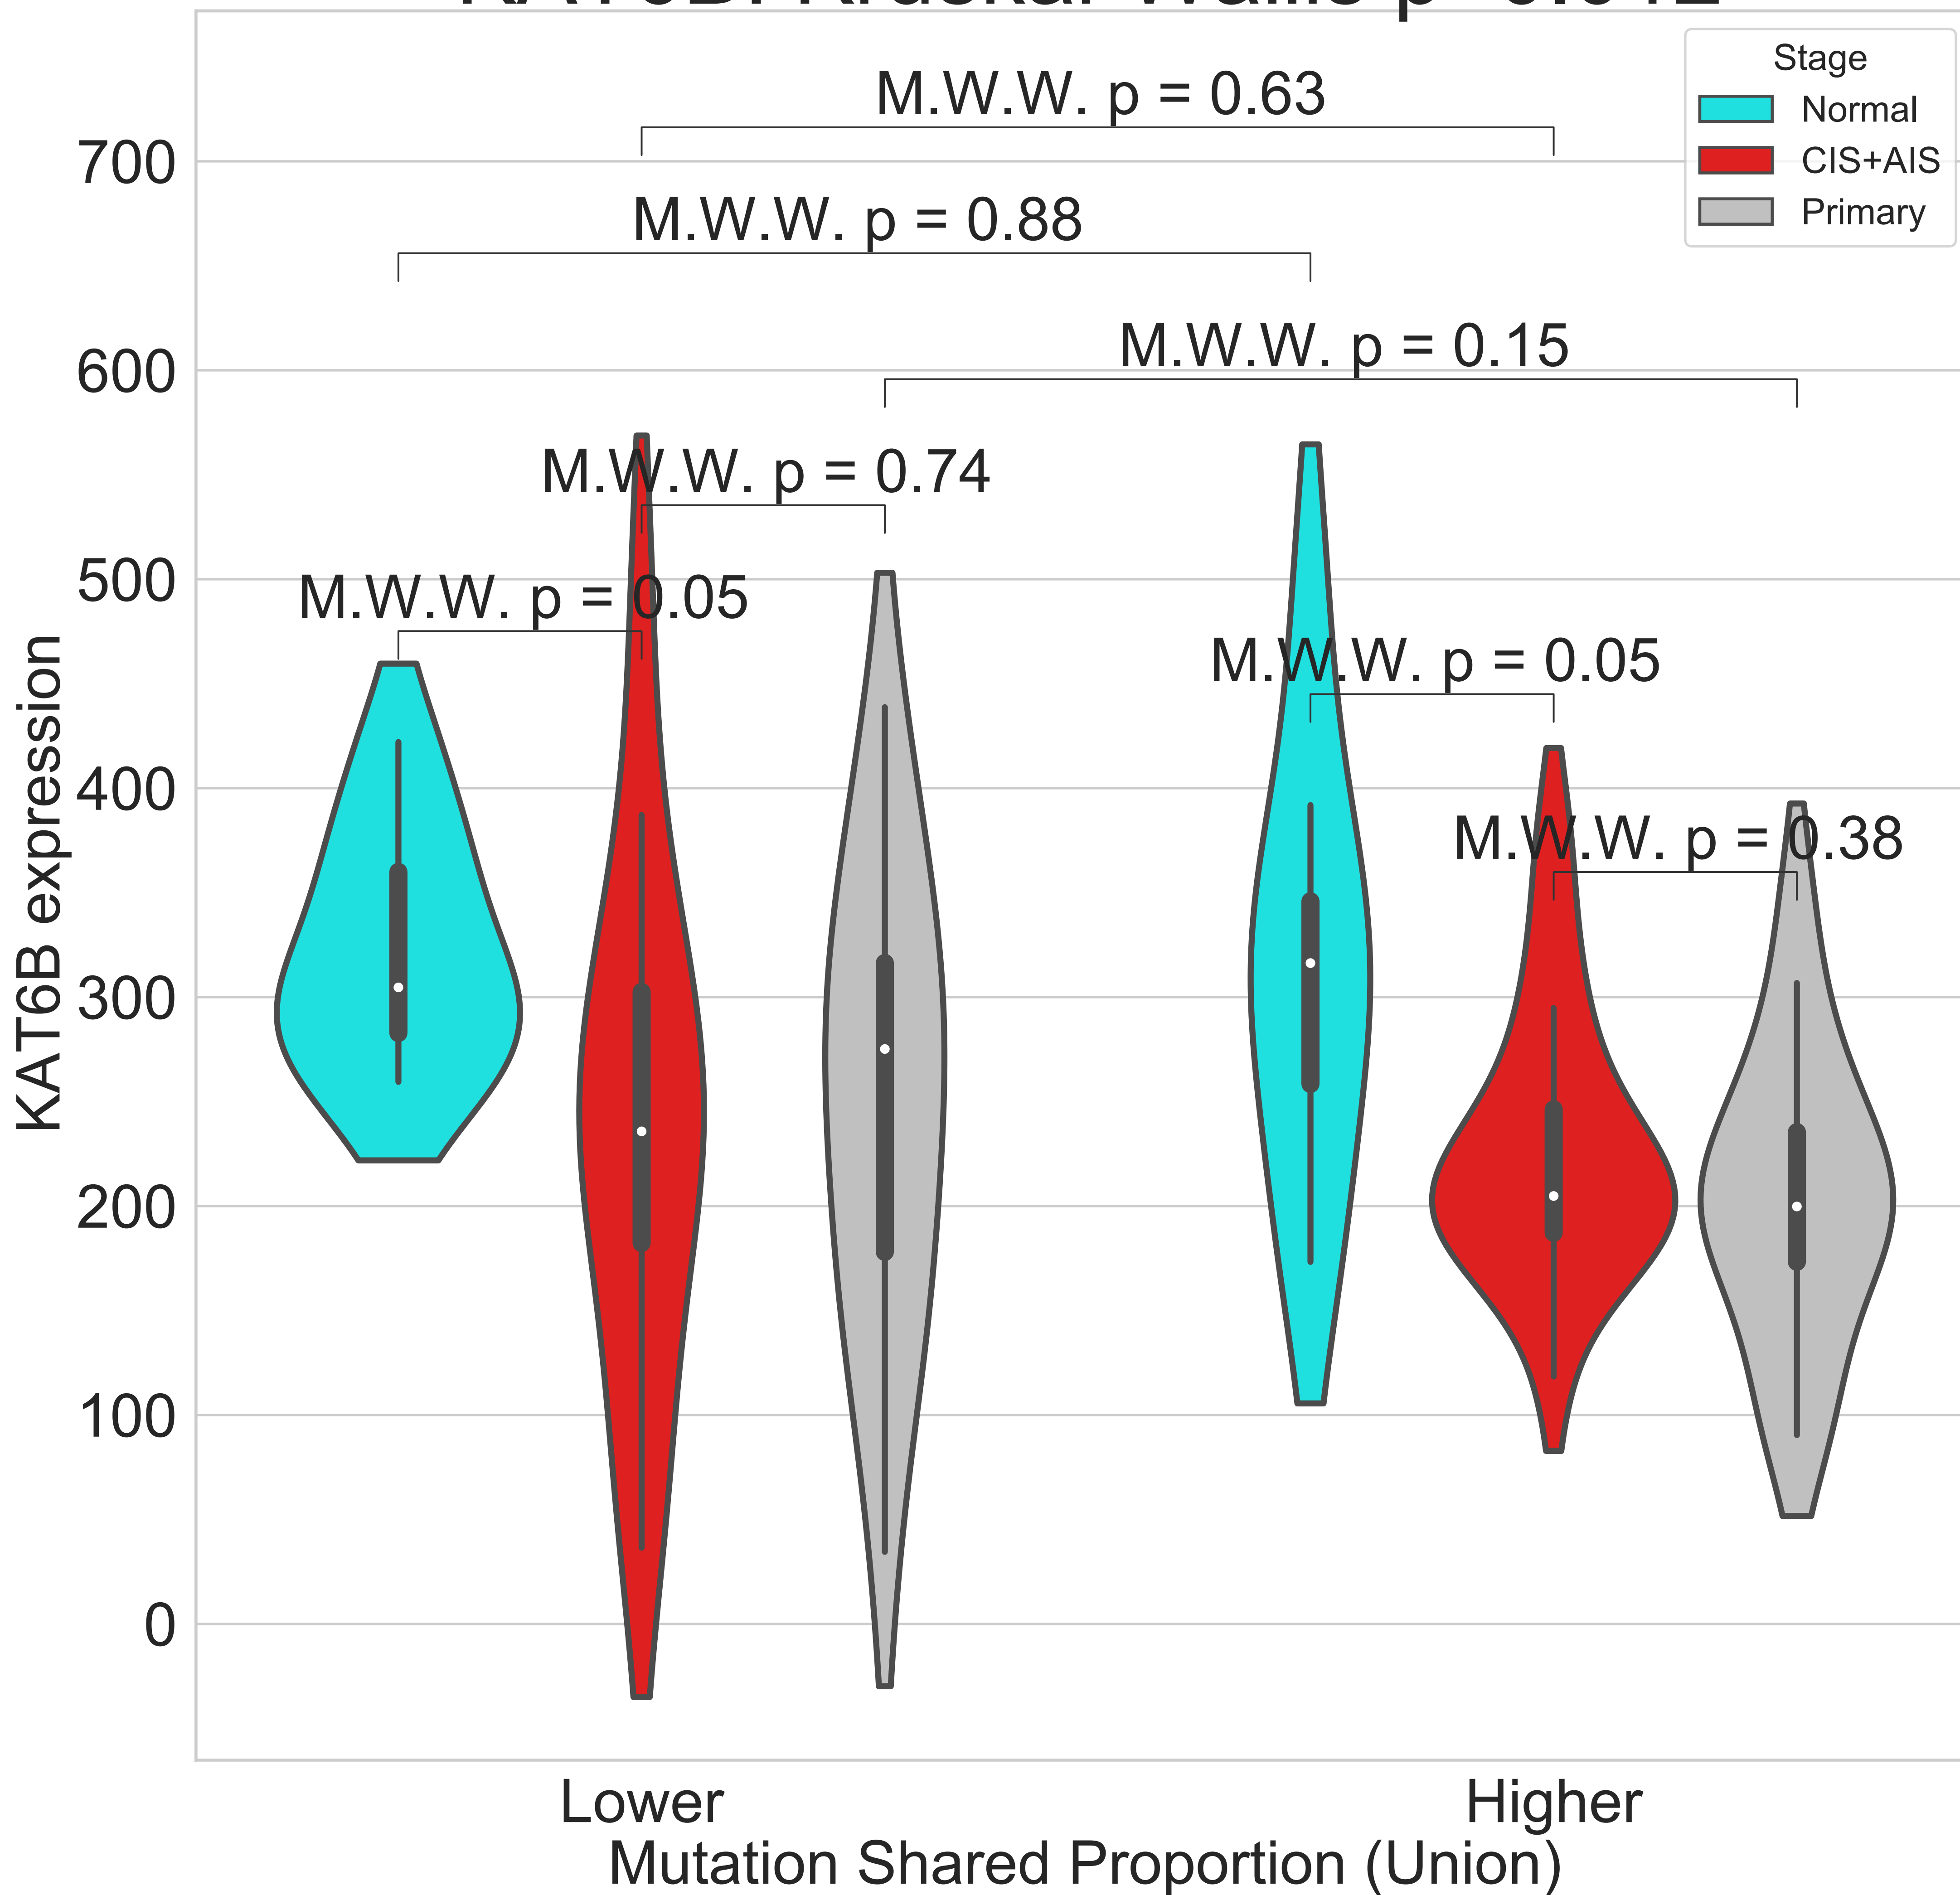 Stage
Normal
CIS+AIS
Primary
M.W.W. p = 0.63
M.W.W. p = 0.88
M.W.W. p = 0.15
M.W.W. p = 0.74
M.W.W. p = 0.05
M.W.W. p = 0.05
M.W.W. p = 0.38
KAT6B expression
700
600
500
400
300
200
100
0
Lower
Higher
Mutation Shared Proportion (Union)